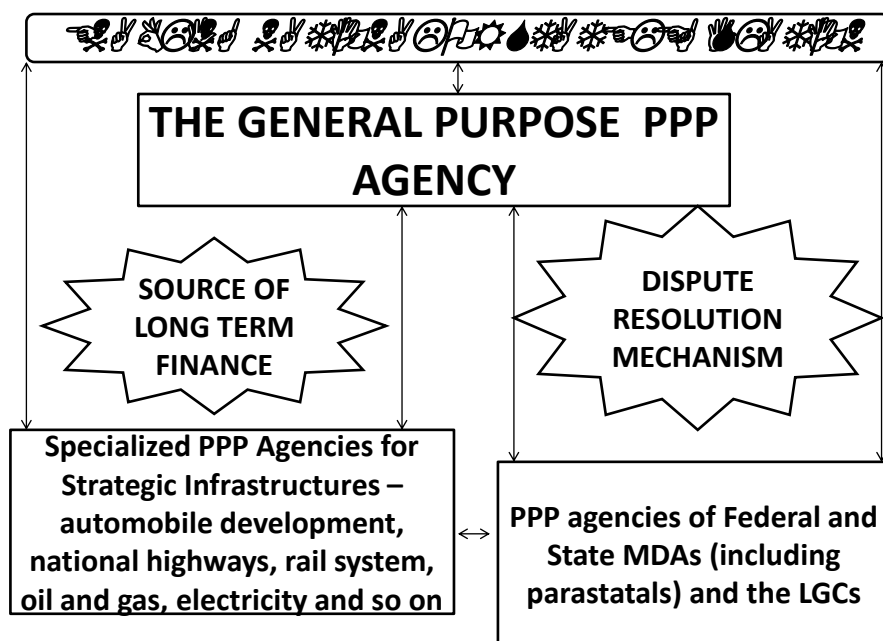 THE GENERAL PURPOSE PPP
AGENCY
SOURCE OF
LONG TERM
FINANCE
DISPUTE
RESOLUTION
MECHANISM
Specialized PPP Agencies for
Strategic Infrastructures –
automobile development,
national highways, rail system,
oil and gas, electricity and so on
PPP agencies of Federal and
State MDAs (including
parastatals) and the LGCs